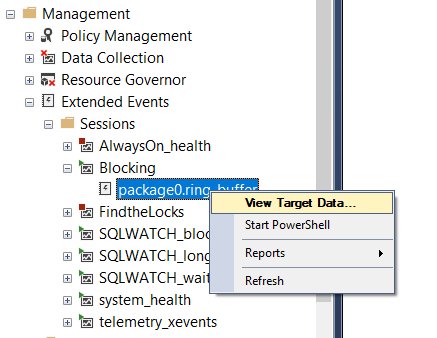 Management
Policy Management
Data Collection
Resource Governor
Extended Events
Sessions
AlwaysOn_health
Blocking
package0.ring_buffer
View Target Data...
FindtheLocks
Start PowerShell
SQLWATCH_bloc
SQLWATCH_long
Reports
SQLWATCH_wait
Refresh
system_health
telemetry_xevents